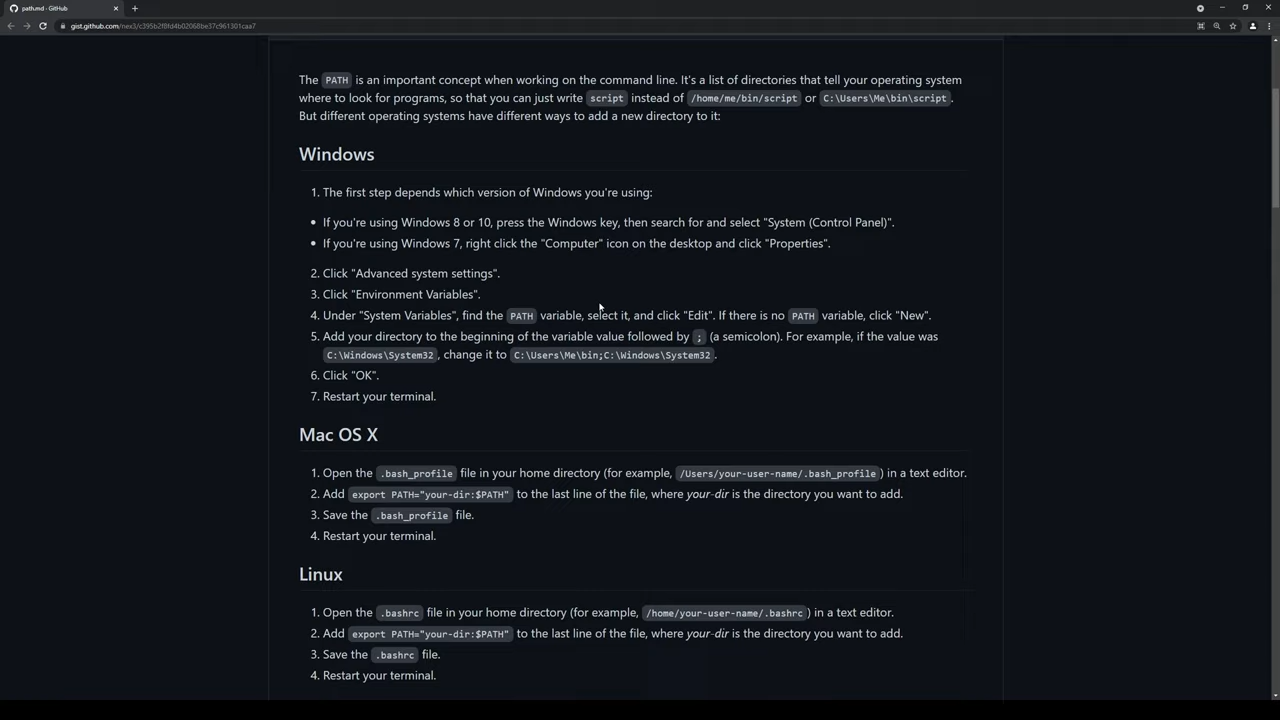 path.md · GitHub
gist.github.com/nex3/c395b2f8fd4b02068be37c961301caa7
The PATH is an important concept when working on the command line. It's a list of directories that tell your operating system
where to look for programs, so that you can just write script instead of /home/me/bin/script or C:\Users\Me\bin\script.
But different operating systems have different ways to add a new directory to it:
Windows
1. The first step depends which version of Windows you're using:
• If you're using Windows 8 or 10, press the Windows key, then search for and select "System (Control Panel)".
• If you're using Windows 7, right click the "Computer" icon on the desktop and click "Properties".
2. Click "Advanced system settings".
3. Click "Environment Variables".
4. Under "System Variables", find the PATH variable, select it, and click "Edit". If there is no PATH variable, click "New".
5. Add your directory to the beginning of the variable value followed by ; (a semicolon). For example, if the value was
C:\Windows\System32, change it to C:\Users\Me\bin;C:\Windows\System32.
6. Click "OK".
7. Restart your terminal.
Mac OS X
1. Open the .bash_profile file in your home directory (for example, /Users/your-user-name/.bash_profile) in a text editor.
2. Add export PATH="your-dir:$PATH" to the last line of the file, where your-dir is the directory you want to add.
3. Save the .bash_profile file.
4. Restart your terminal.
Linux
1. Open the .bashrc file in your home directory (for example, /home/your-user-name/.bashrc) in a text editor.
2. Add export PATH="your-dir:$PATH" to the last line of the file, where your-dir is the directory you want to add.
3. Save the .bashrc file.
4. Restart your terminal.